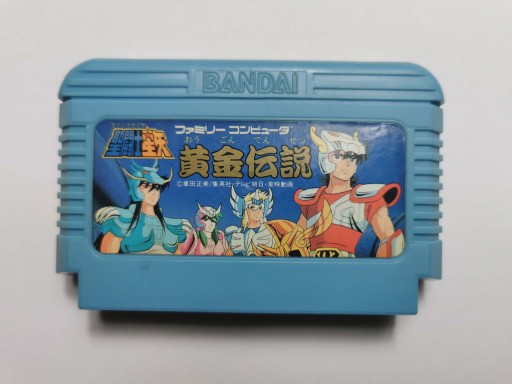 BANDAI
聖闘士星矢
ファミリー コンピュータ
おう ごん でん せつ
黄金伝説
©車田正美/集英社・テレビ朝日・東映動画